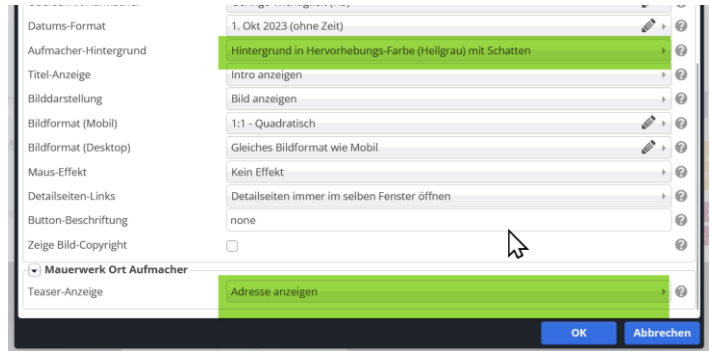 Datums-Format 1. Okt 2023 (ohne Zeit)
Aufmacher-Hintergrund Hintergrund in Hervorhebungs-Farbe (Hellgrau) mit Schatten
Titel-Anzeige Intro anzeigen
Bilddarstellung Bild anzeigen
Bildformat (Mobil) 1:1 - Quadratisch
Bildformat (Desktop) Gleiches Bildformat wie Mobil
Maus-Effekt Kein Effekt
Detailseiten-Links Detailseiten immer im selben Fenster öffnen
Button-Beschriftung none
Zeige Bild-Copyright
Mauerwerk Ort Aufmacher
Teaser-Anzeige Adresse anzeigen
OK Abbrechen